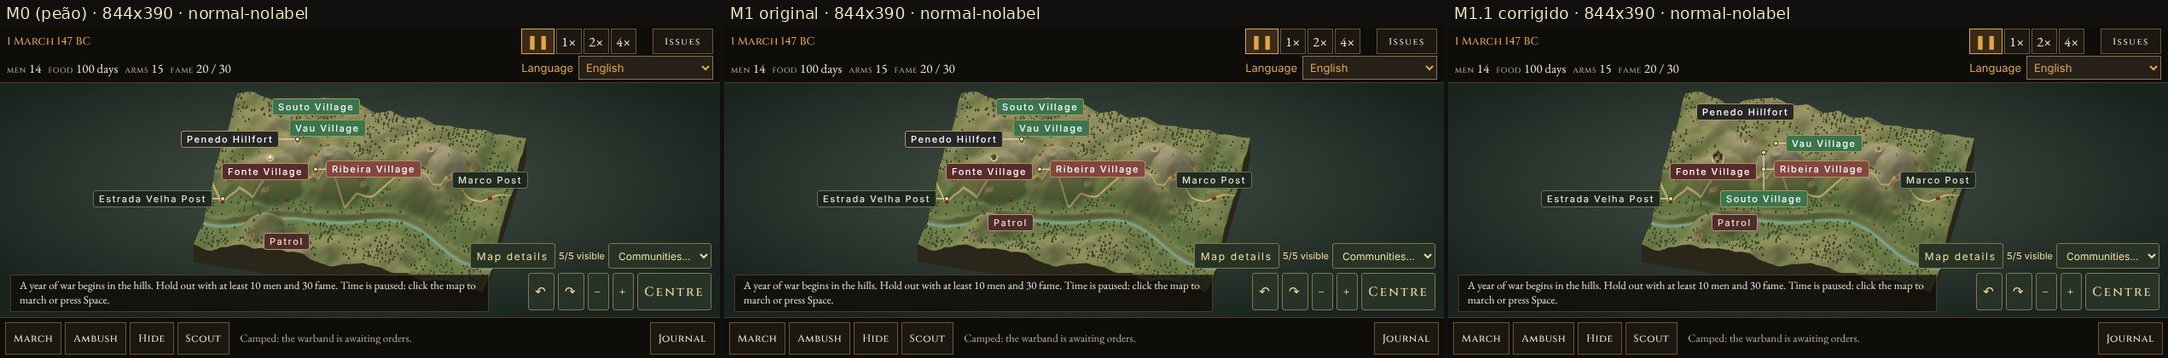 M0 (peão) · 844x390 · normal-nolabel
1 March 147 BC
❚❚ 1× 2× 4× Issues
MEN 14 FOOD 100 days ARMS 15 FAME 20 / 30
Language English
Souto Village
Vau Village
Penedo Hillfort
Fonte Village
Ribeira Village
Marco Post
Estrada Velha Post
Patrol
Map details 5/5 visible Communities...
A year of war begins in the hills. Hold out with at least 10 men and 30 fame. Time is paused: click the map to
march or press Space.
↶ ↷ − + Centre
March Ambush Hide Scout Camped: the warband is awaiting orders. Journal
M1 original · 844x390 · normal-nolabel
1 March 147 BC
❚❚ 1× 2× 4× Issues
MEN 14 FOOD 100 days ARMS 15 FAME 20 / 30
Language English
Souto Village
Vau Village
Penedo Hillfort
Fonte Village
Ribeira Village
Marco Post
Estrada Velha Post
Patrol
Map details 5/5 visible Communities...
A year of war begins in the hills. Hold out with at least 10 men and 30 fame. Time is paused: click the map to
march or press Space.
↶ ↷ − + Centre
March Ambush Hide Scout Camped: the warband is awaiting orders. Journal
M1.1 corrigido · 844x390 · normal-nolabel
1 March 147 BC
❚❚ 1× 2× 4× Issues
MEN 14 FOOD 100 days ARMS 15 FAME 20 / 30
Language English
Penedo Hillfort
Vau Village
Fonte Village
Ribeira Village
Marco Post
Estrada Velha Post
Souto Village
Patrol
Map details 5/5 visible Communities...
A year of war begins in the hills. Hold out with at least 10 men and 30 fame. Time is paused: click the map to
march or press Space.
↶ ↷ − + Centre
March Ambush Hide Scout Camped: the warband is awaiting orders. Journal